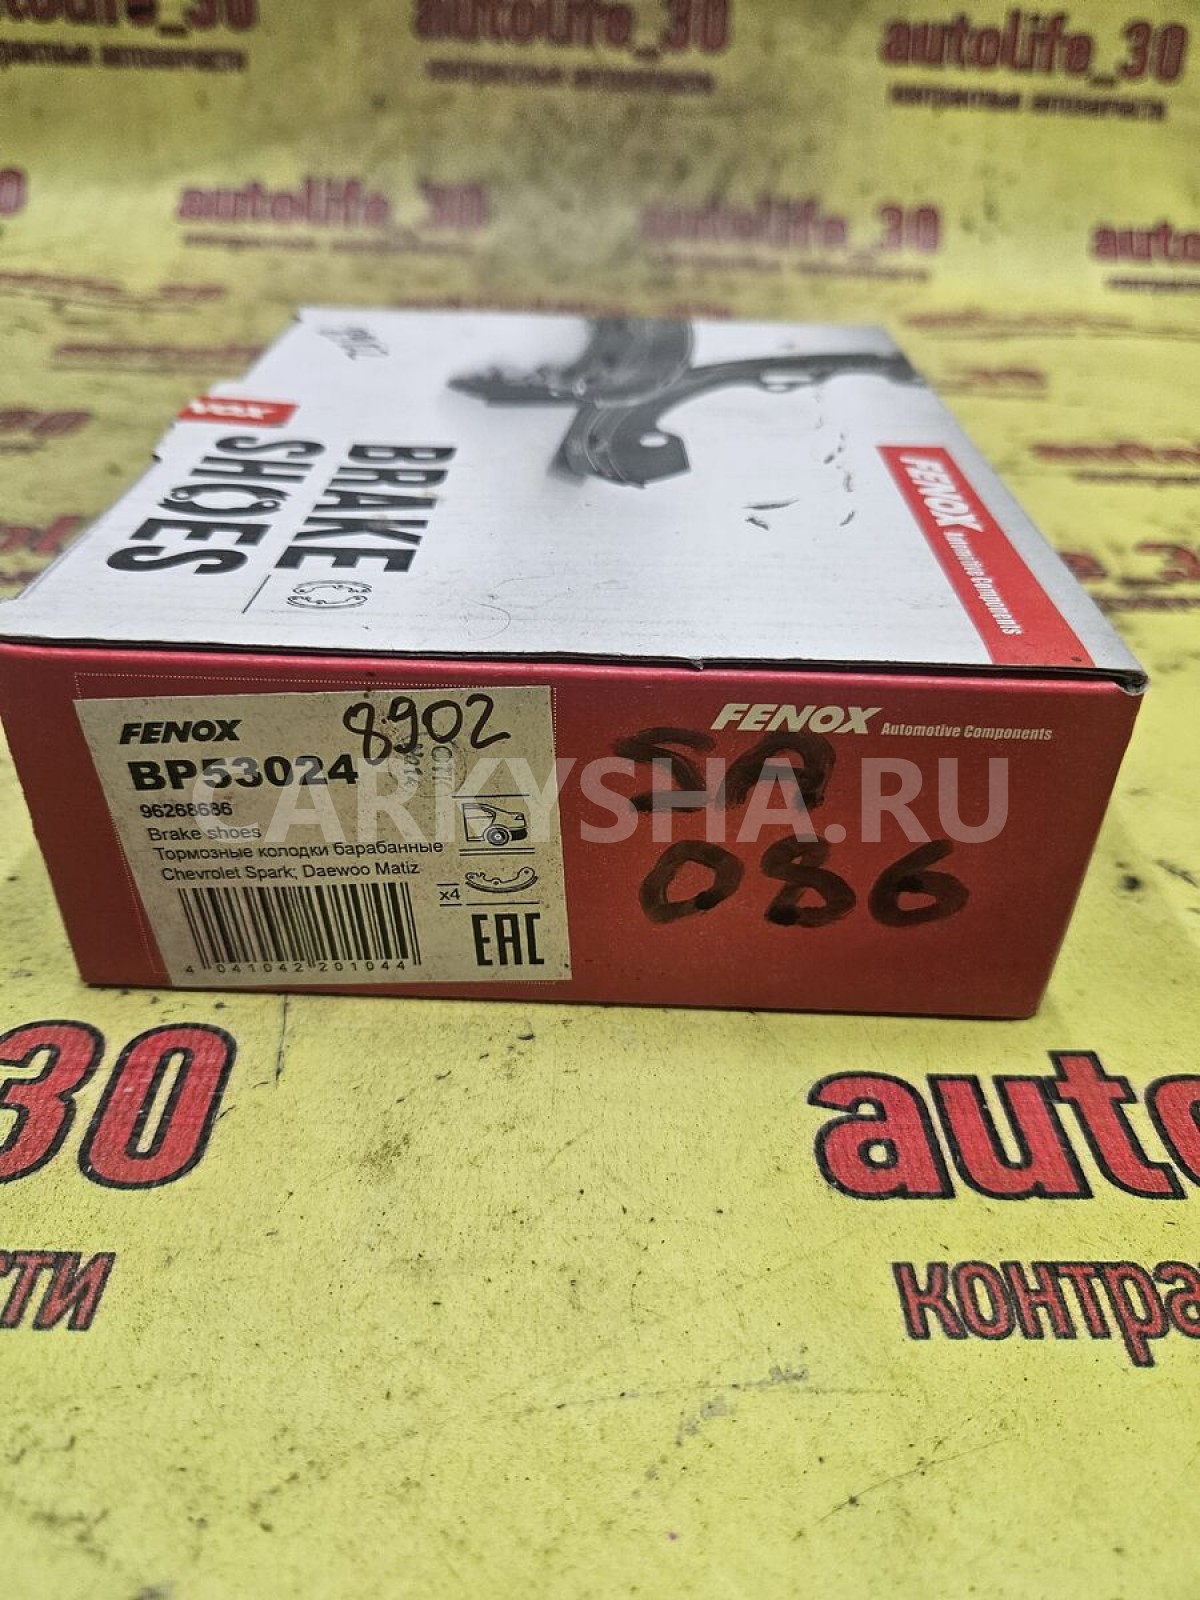 autolife_30
autolife_30
контрактные автозапчасти
autolife_30
autolife_30
BRAKE
SHOES
FENOX
Automotive Components
FENOX
8902
BP53024
96268686
Brake shoes
Тормозные колодки барабанные
Chevrolet Spark; Daewoo Matiz
x4
EAC
4 041042 201044
FENOX Automotive Components
SA
086
CARKYSHA.RU
30
auto
сти
контра